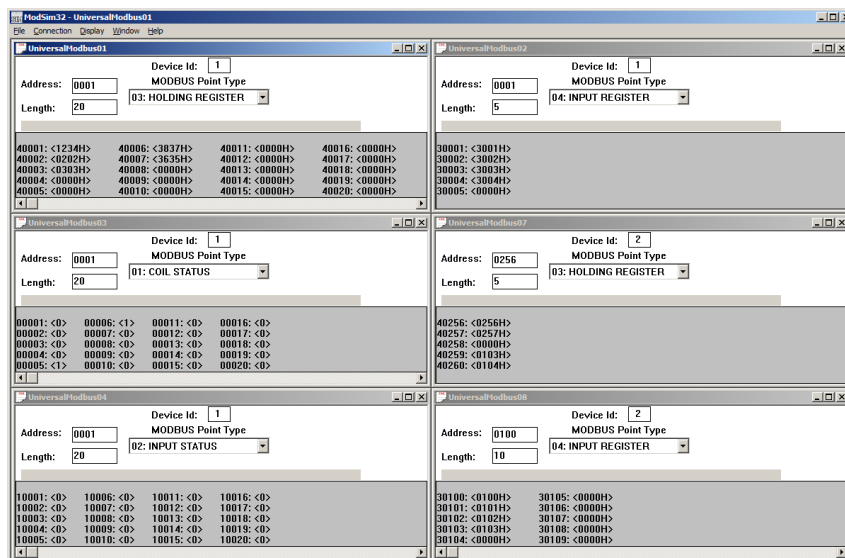 ModSim32 - UniversalModbus01
File Connection Display Window Help
UniversalModbus01
Device Id: 1
Address: 0001
MODBUS Point Type
03: HOLDING REGISTER
Length: 20
40001: <1234H> 40006: <3837H> 40011: <0000H> 40016: <0000H>
40002: <0202H> 40007: <3635H> 40012: <0000H> 40017: <0000H>
40003: <0303H> 40008: <0000H> 40013: <0000H> 40018: <0000H>
40004: <0000H> 40009: <0000H> 40014: <0000H> 40019: <0000H>
40005: <0000H> 40010: <0000H> 40015: <0000H> 40020: <0000H>
UniversalModbus02
Device Id: 1
Address: 0001
MODBUS Point Type
04: INPUT REGISTER
Length: 5
30001: <3001H>
30002: <3002H>
30003: <3003H>
30004: <3004H>
30005: <0000H>
UniversalModbus03
Device Id: 1
Address: 0001
MODBUS Point Type
01: COIL STATUS
Length: 20
00001: <0> 00006: <1> 00011: <0> 00016: <0>
00002: <0> 00007: <0> 00012: <0> 00017: <0>
00003: <0> 00008: <0> 00013: <0> 00018: <0>
00004: <0> 00009: <0> 00014: <0> 00019: <0>
00005: <1> 00010: <0> 00015: <0> 00020: <0>
UniversalModbus07
Device Id: 2
Address: 0256
MODBUS Point Type
03: HOLDING REGISTER
Length: 5
40256: <0256H>
40257: <0257H>
40258: <0000H>
40259: <0103H>
40260: <0104H>
UniversalModbus04
Device Id: 1
Address: 0001
MODBUS Point Type
02: INPUT STATUS
Length: 20
10001: <0> 10006: <0> 10011: <0> 10016: <0>
10002: <0> 10007: <0> 10012: <0> 10017: <0>
10003: <0> 10008: <0> 10013: <0> 10018: <0>
10004: <0> 10009: <0> 10014: <0> 10019: <0>
10005: <0> 10010: <0> 10015: <0> 10020: <0>
UniversalModbus08
Device Id: 2
Address: 0100
MODBUS Point Type
04: INPUT REGISTER
Length: 10
30100: <0100H> 30105: <0000H>
30101: <0101H> 30106: <0000H>
30102: <0102H> 30107: <0000H>
30103: <0103H> 30108: <0000H>
30104: <0000H> 30109: <0000H>